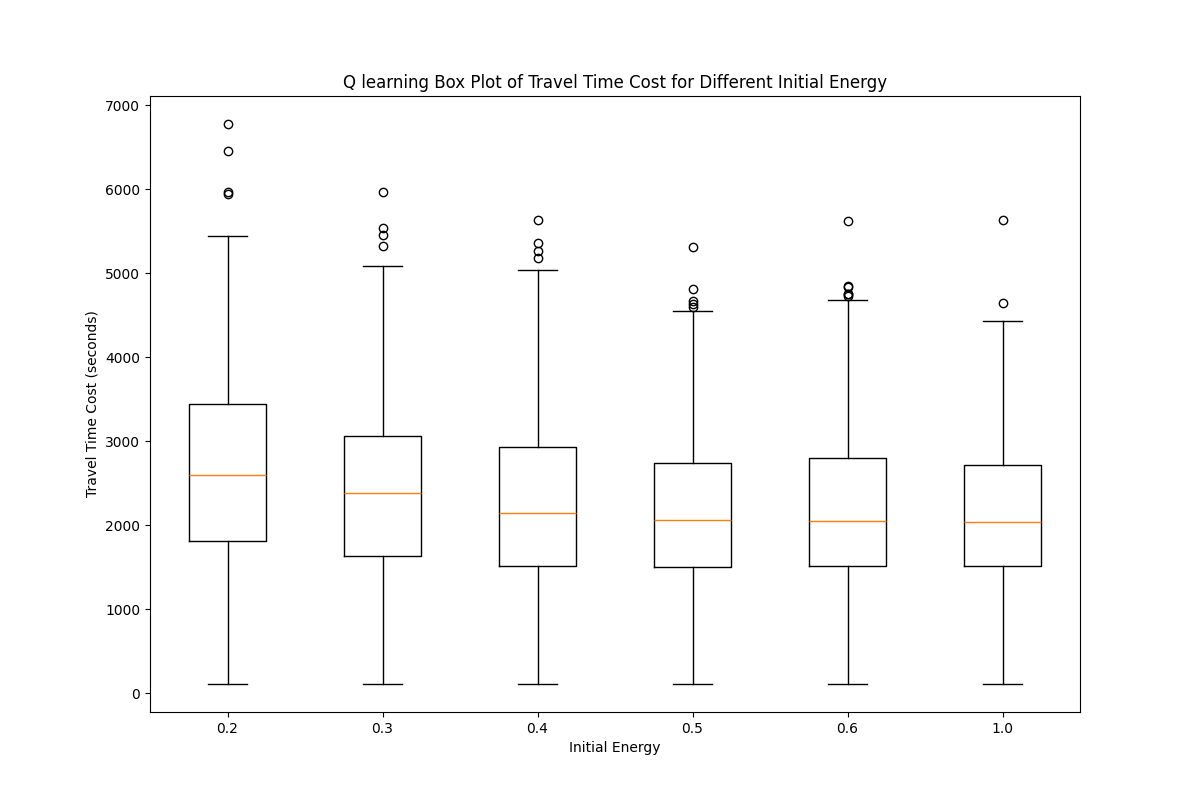 Q learning Box Plot of Travel Time Cost for Different Initial Energy
Travel Time Cost (seconds)
7000
6000
5000
4000
3000
2000
1000
0
0.2 0.3 0.4 0.5 0.6 1.0
Initial Energy